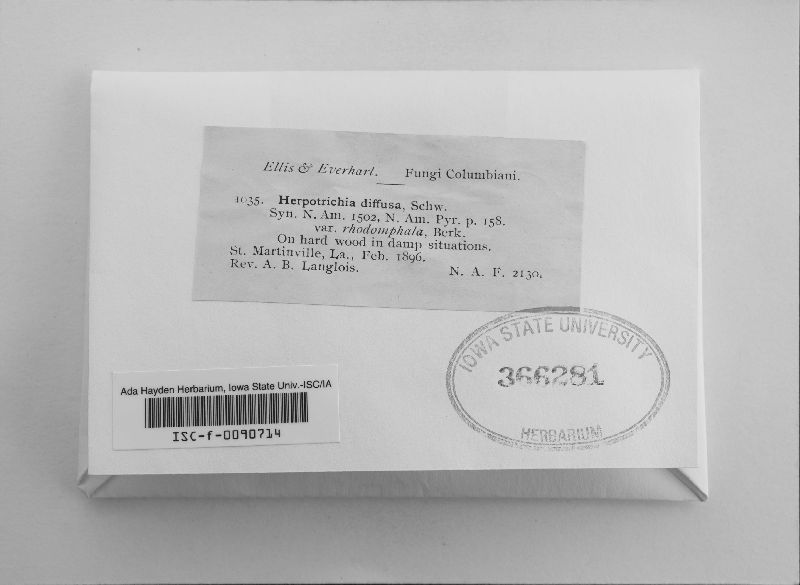 Ellis & Everhart. Fungi Columbiani.
1035. Herpotrichia diffusa, Schw.
Syn. N. Am. 1502, N. Am. Pyr. p. 158.
var. rhodomphala, Berk.
On hard wood in damp situations.
St. Martinville, La., Feb. 1896.
Rev. A. B. Langlois. N. A. F. 2130.
IOWA STATE UNIVERSITY
366281
HERBARIUM
Ada Hayden Herbarium, Iowa State Univ.-ISC/IA
ISC-f-0090714